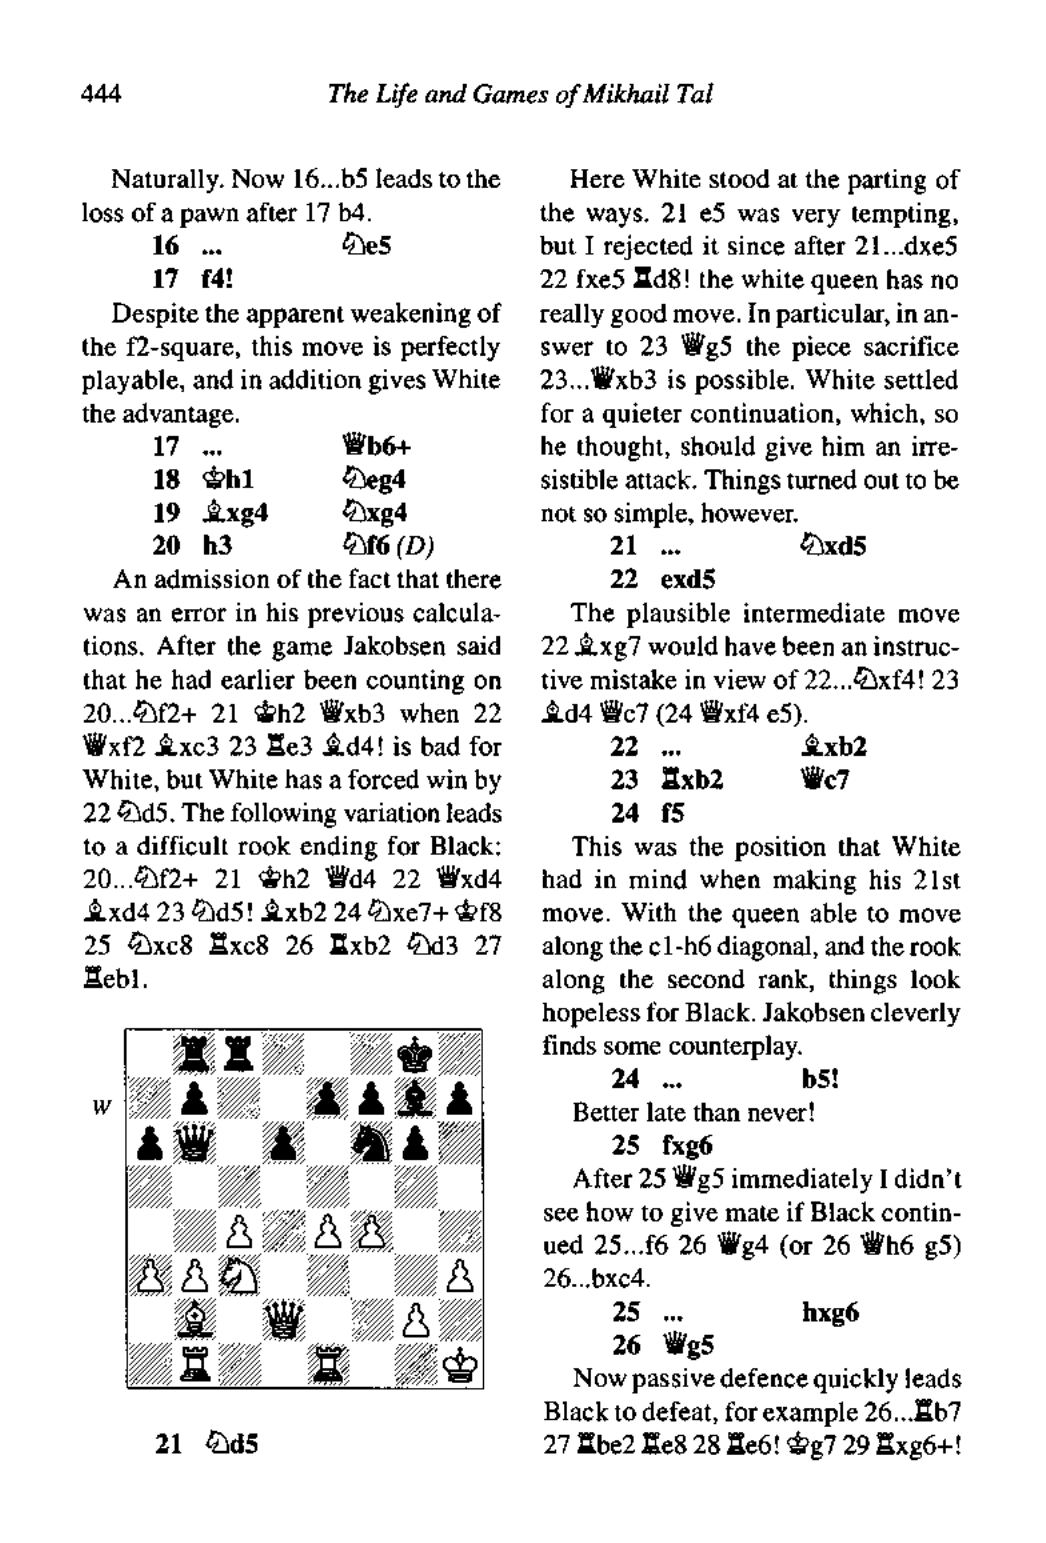 444
The Life and Games of Mikhail Tal
Naturally. Now 16...b5 leads to the
loss of a pawn after 17 b4.
16 ... ♘e5
17 f4!
Despite the apparent weakening of
the f2-square, this move is perfectly
playable, and in addition gives White
the advantage.
17 ... ♕b6+
18 ♔h1 ♘eg4
19 ♗xg4 ♘xg4
20 h3 ♘f6 (D)
An admission of the fact that there
was an error in his previous calcula-
tions. After the game Jakobsen said
that he had earlier been counting on
20...♘f2+ 21 ♔h2 ♕xb3 when 22
♕xf2 ♗xc3 23 ♖e3 ♗d4! is bad for
White, but White has a forced win by
22 ♘d5. The following variation leads
to a difficult rook ending for Black:
20...♘f2+ 21 ♔h2 ♕d4 22 ♕xd4
♗xd4 23 ♘d5! ♗xb2 24 ♘xe7+ ♔f8
25 ♘xc8 ♖xc8 26 ♖xb2 ♘d3 27
♖eb1.
W
21 ♘d5
Here White stood at the parting of
the ways. 21 e5 was very tempting,
but I rejected it since after 21...dxe5
22 fxe5 ♖d8! the white queen has no
really good move. In particular, in an-
swer to 23 ♕g5 the piece sacrifice
23...♕xb3 is possible. White settled
for a quieter continuation, which, so
he thought, should give him an irre-
sistible attack. Things turned out to be
not so simple, however.
21 ... ♘xd5
22 exd5
The plausible intermediate move
22 ♗xg7 would have been an instruc-
tive mistake in view of 22...♘xf4! 23
♗d4 ♕c7 (24 ♕xf4 e5).
22 ... ♗xb2
23 ♖xb2 ♕c7
24 f5
This was the position that White
had in mind when making his 21st
move. With the queen able to move
along the c1-h6 diagonal, and the rook
along the second rank, things look
hopeless for Black. Jakobsen cleverly
finds some counterplay.
24 ... b5!
Better late than never!
25 fxg6
After 25 ♕g5 immediately I didn't
see how to give mate if Black contin-
ued 25...f6 26 ♕g4 (or 26 ♕h6 g5)
26...bxc4.
25 ... hxg6
26 ♕g5
Now passive defence quickly leads
Black to defeat, for example 26...♖b7
27 ♖be2 ♖e8 28 ♖e6! ♔g7 29 ♖xg6+!